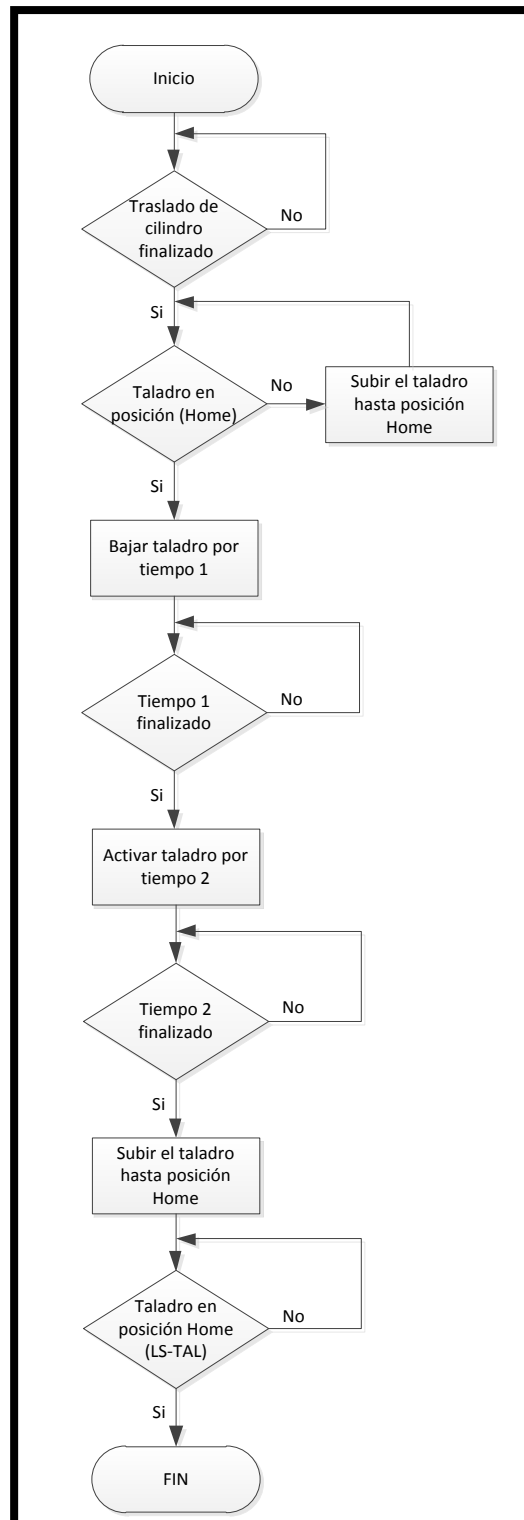 Inicio
Traslado de
cilindro
finalizado
No
Si
Taladro en
posición (Home)
No
Subir el taladro
hasta posición
Home
Si
Bajar taladro por
tiempo 1
Tiempo 1
finalizado
No
Si
Activar taladro por
tiempo 2
Tiempo 2
finalizado
No
Si
Subir el taladro
hasta posición
Home
Taladro en
posición Home
(LS-TAL)
No
Si
FIN